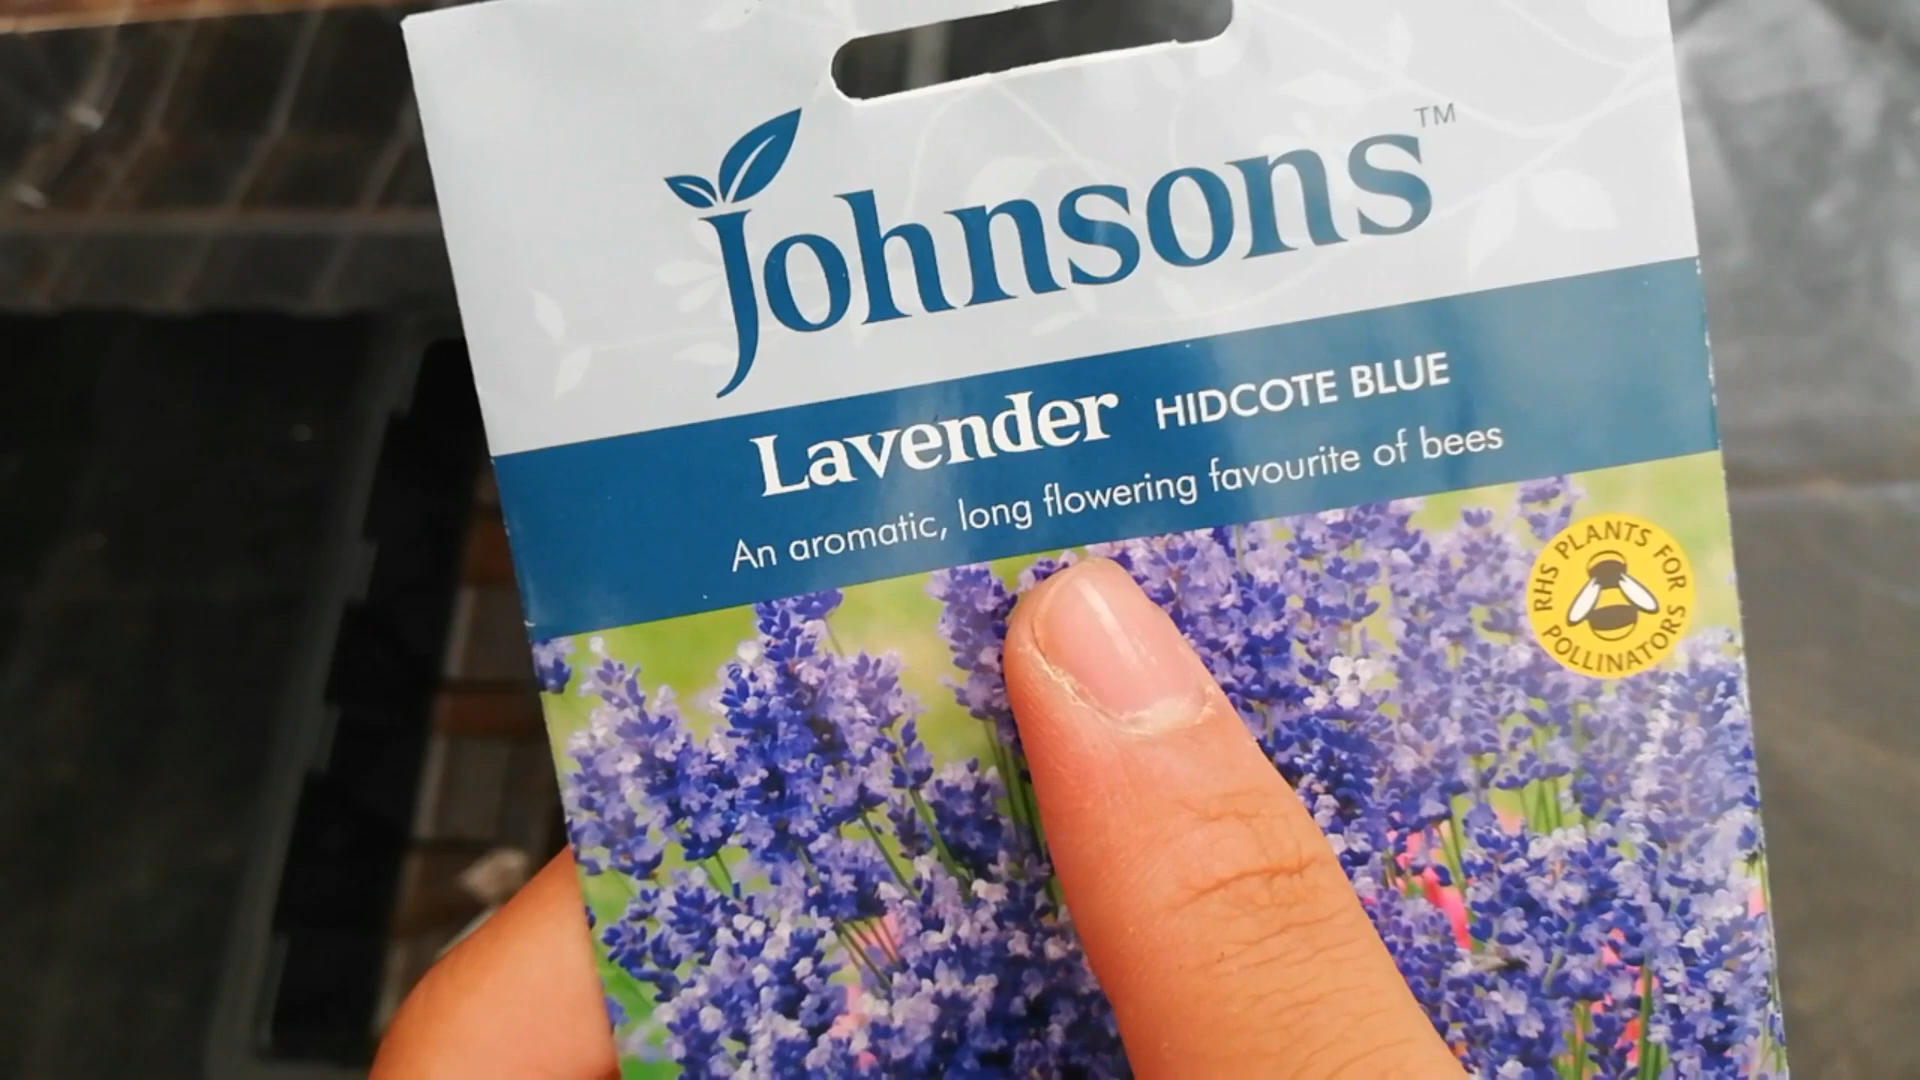 Johnsons™
Lavender HIDCOTE BLUE
An aromatic, long flowering favourite of bees
RHS PLANTS FOR
POLLINATORS